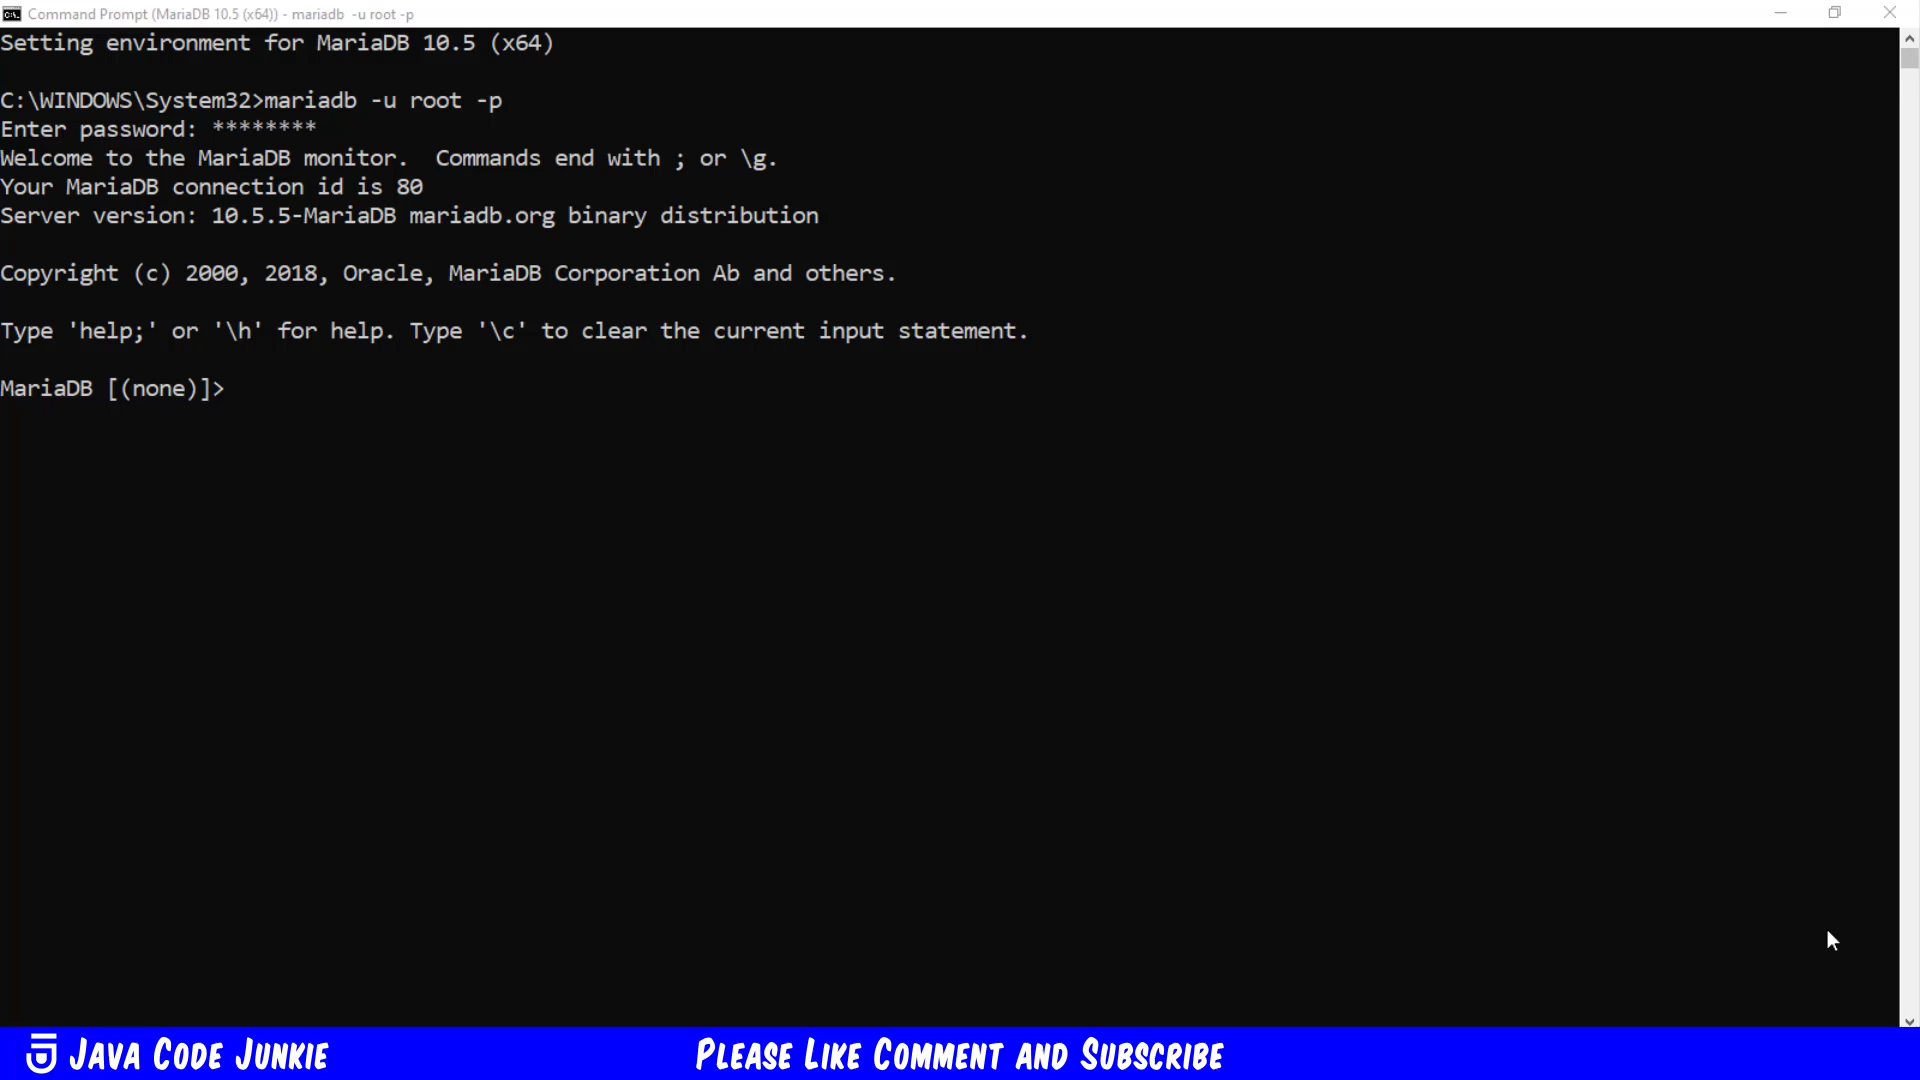 Command Prompt (MariaDB 10.5 (x64)) - mariadb  -u root -p
Setting environment for MariaDB 10.5 (x64)
C:\WINDOWS\System32>mariadb -u root -p
Enter password: ********
Welcome to the MariaDB monitor.  Commands end with ; or \g.
Your MariaDB connection id is 80
Server version: 10.5.5-MariaDB mariadb.org binary distribution
Copyright (c) 2000, 2018, Oracle, MariaDB Corporation Ab and others.
Type 'help;' or '\h' for help. Type '\c' to clear the current input statement.
MariaDB [(none)]>
JAVA CODE JUNKIE
PLEASE LIKE COMMENT AND SUBSCRIBE